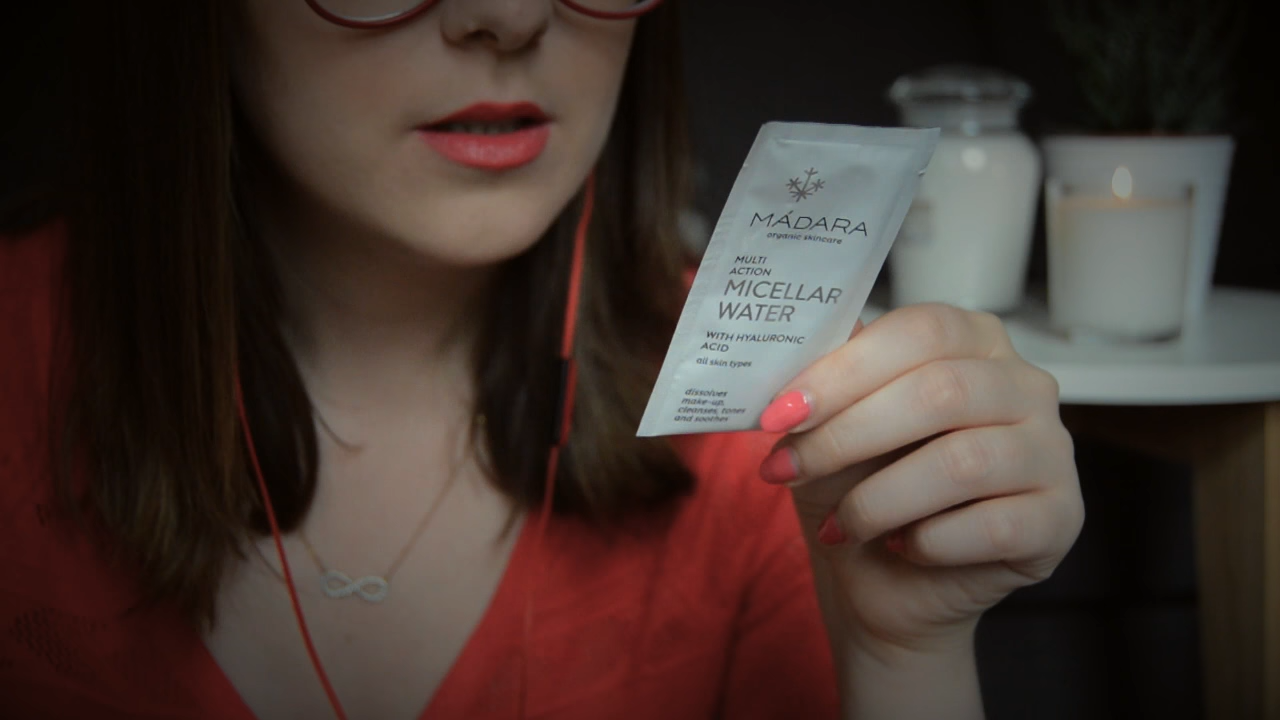 MÁDARA
organic skincare
MULTI
ACTION
MICELLAR
WATER
WITH HYALURONIC
ACID
all skin types
dissolves
make-up,
cleanses, tones
and soothes